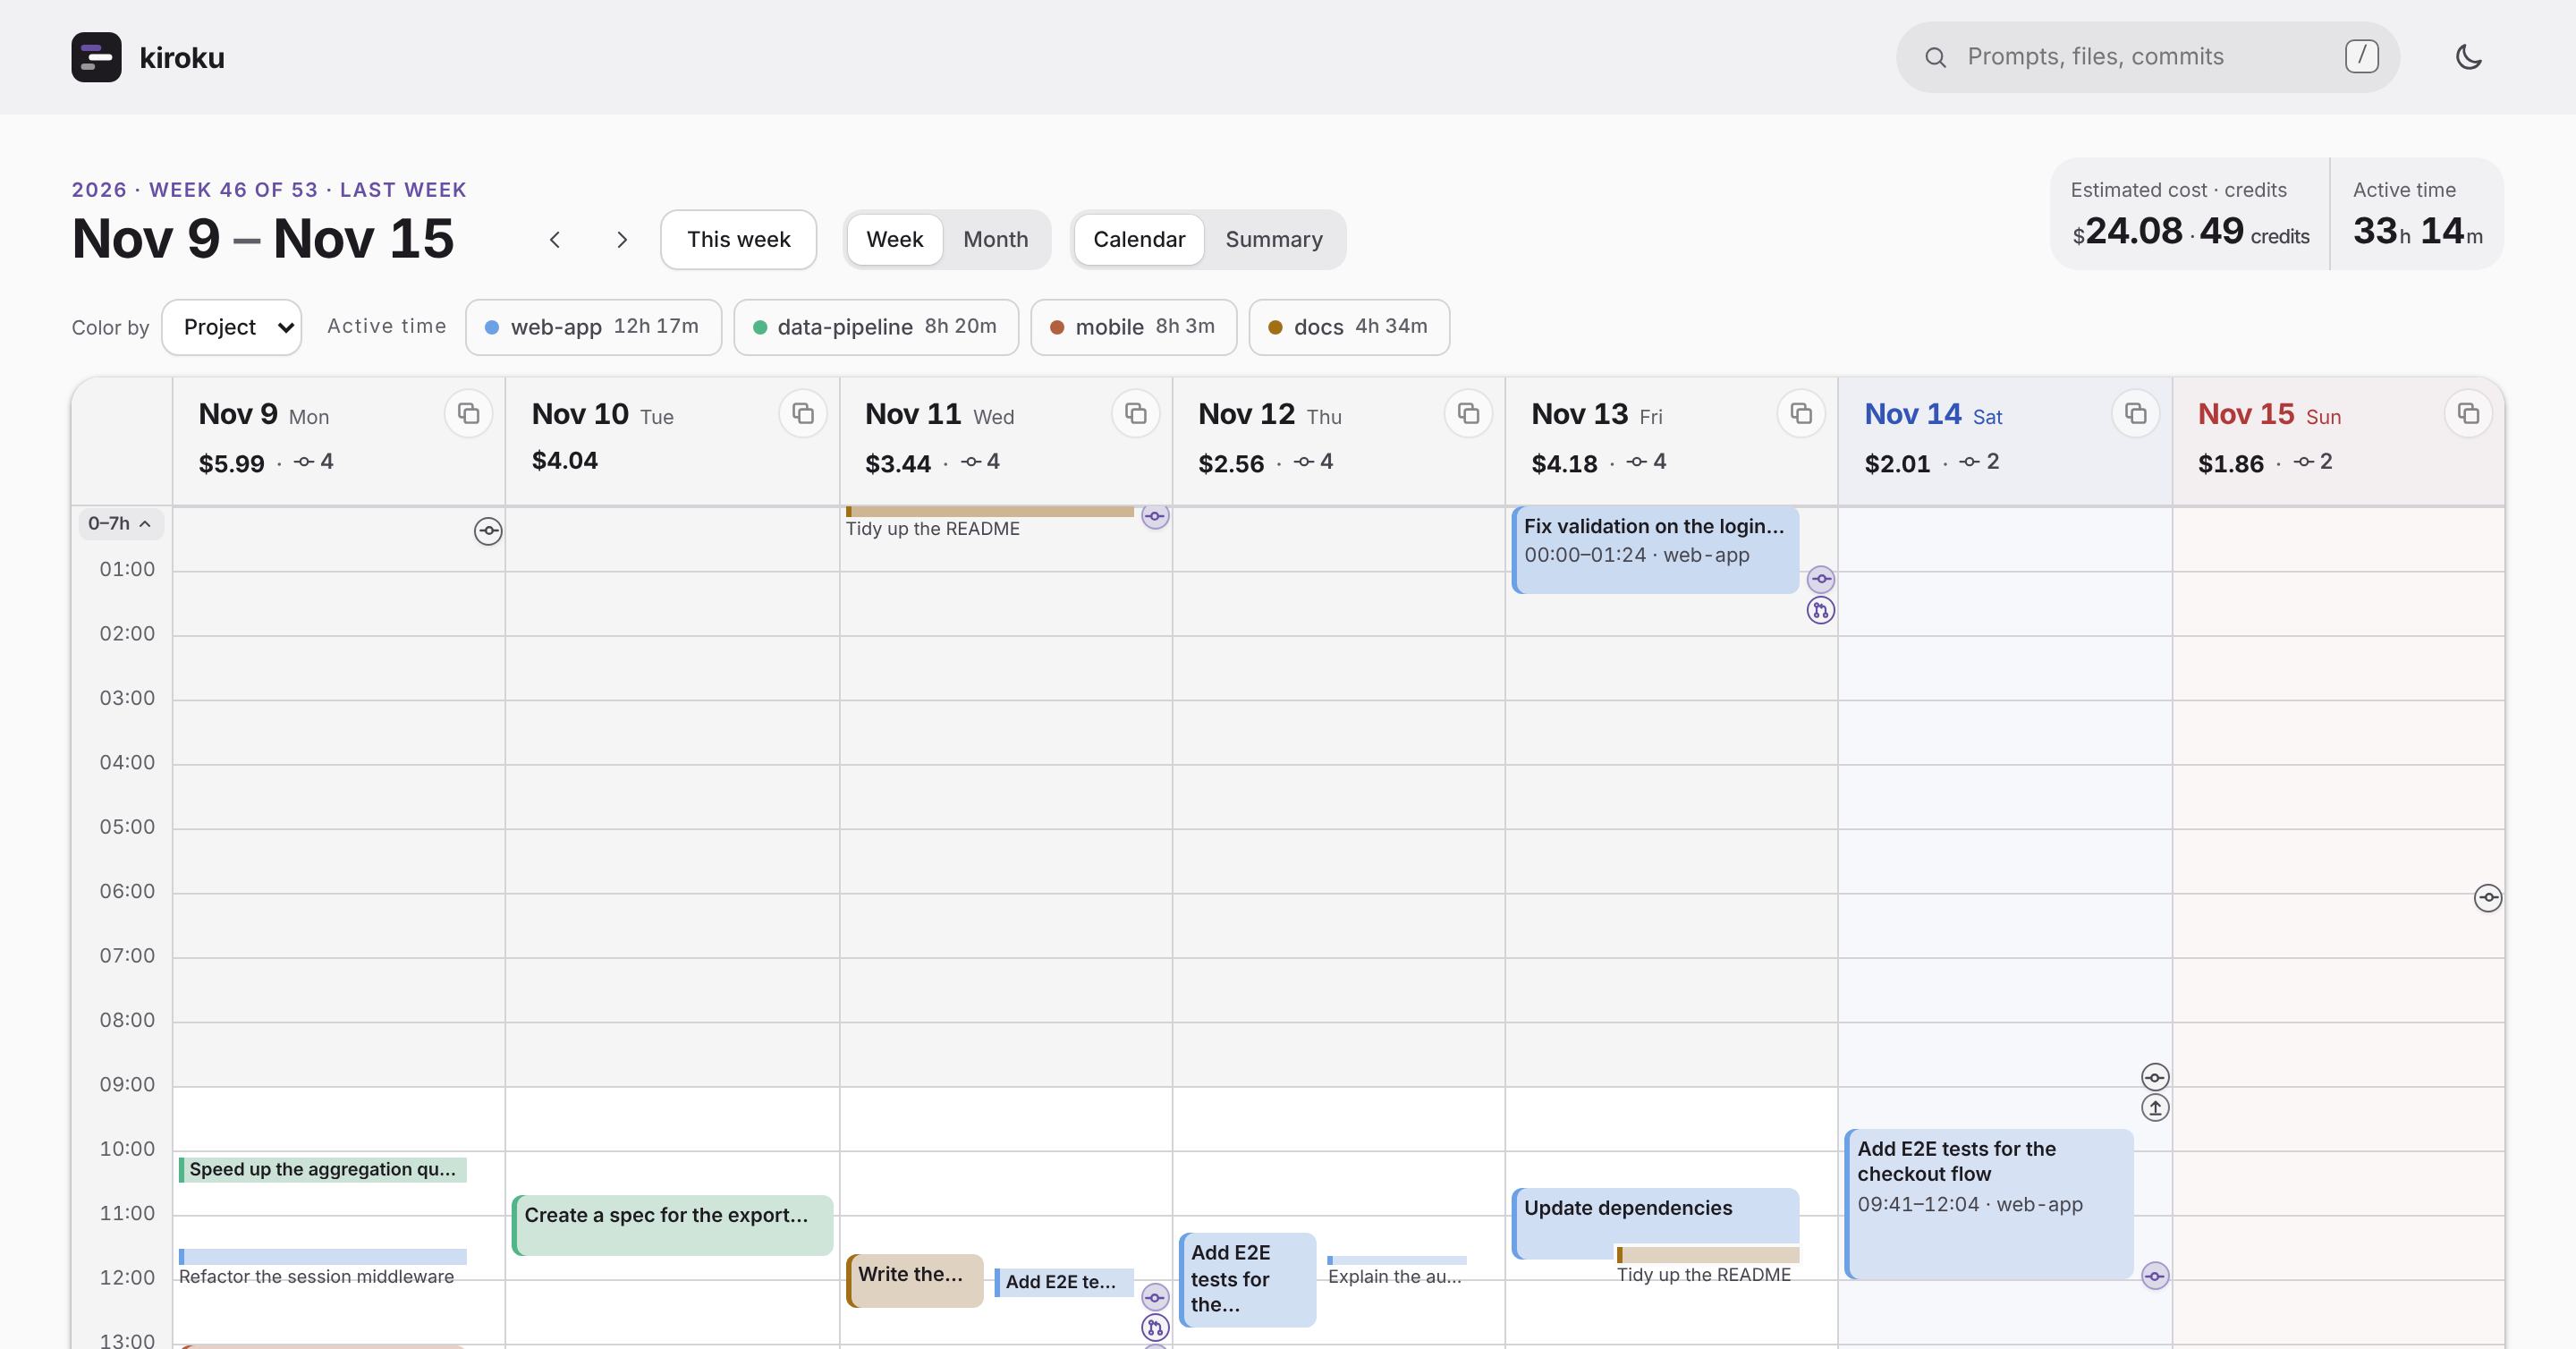 kiroku
Prompts, files, commits /
2026 · WEEK 46 OF 53 · LAST WEEK
Nov 9 – Nov 15
This week
Week Month
Calendar Summary
Estimated cost · credits
$24.08 · 49 credits
Active time
33h 14m
Color by Project Active time
web-app 12h 17m
data-pipeline 8h 20m
mobile 8h 3m
docs 4h 34m
Nov 9 Mon
$5.99 · 4
Nov 10 Tue
$4.04
Nov 11 Wed
$3.44 · 4
Nov 12 Thu
$2.56 · 4
Nov 13 Fri
$4.18 · 4
Nov 14 Sat
$2.01 · 2
Nov 15 Sun
$1.86 · 2
0–7h
01:00
02:00
03:00
04:00
05:00
06:00
07:00
08:00
09:00
10:00
11:00
12:00
13:00
Speed up the aggregation qu…
Refactor the session middleware
Create a spec for the export…
Tidy up the README
Write the…
Add E2E te…
Add E2E
tests for
the…
Explain the au…
Fix validation on the login…
00:00–01:24 · web-app
Update dependencies
Tidy up the README
Add E2E tests for the
checkout flow
09:41–12:04 · web-app